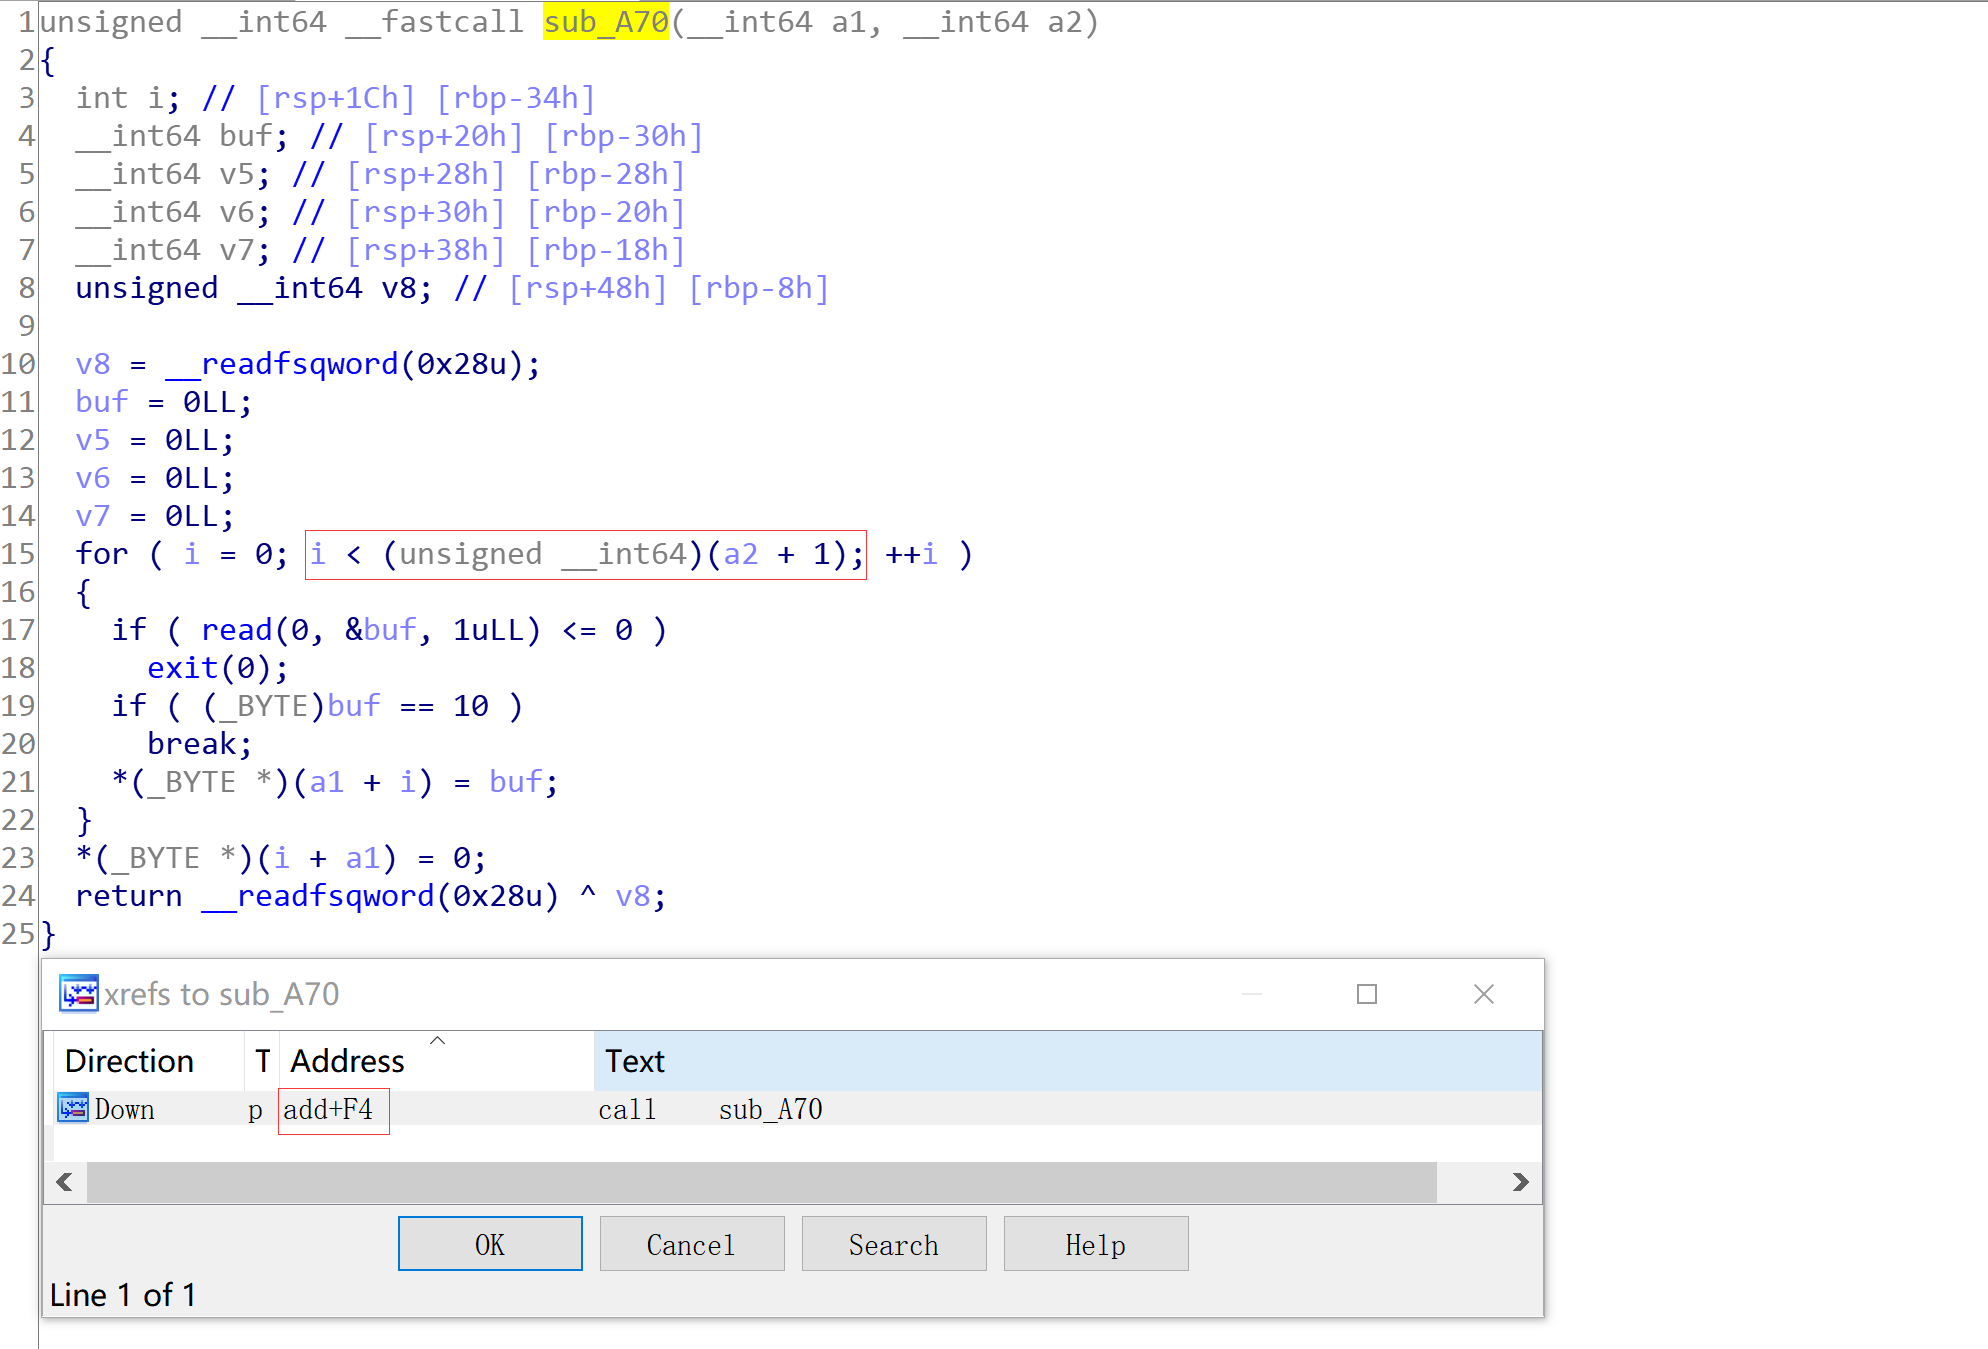 1 unsigned __int64 __fastcall sub_A70(__int64 a1, __int64 a2)
2 {
3   int i; // [rsp+1Ch] [rbp-34h]
4   __int64 buf; // [rsp+20h] [rbp-30h]
5   __int64 v5; // [rsp+28h] [rbp-28h]
6   __int64 v6; // [rsp+30h] [rbp-20h]
7   __int64 v7; // [rsp+38h] [rbp-18h]
8   unsigned __int64 v8; // [rsp+48h] [rbp-8h]
9
10   v8 = __readfsqword(0x28u);
11   buf = 0LL;
12   v5 = 0LL;
13   v6 = 0LL;
14   v7 = 0LL;
15   for ( i = 0; i < (unsigned __int64)(a2 + 1); ++i )
16   {
17     if ( read(0, &buf, 1uLL) <= 0 )
18       exit(0);
19     if ( (_BYTE)buf == 10 )
20       break;
21     *(_BYTE *)(a1 + i) = buf;
22   }
23   *(_BYTE *)(i + a1) = 0;
24   return __readfsqword(0x28u) ^ v8;
25 }
xrefs to sub_A70
Direction T Address Text
Down p add+F4 call sub_A70
OK Cancel Search Help
Line 1 of 1